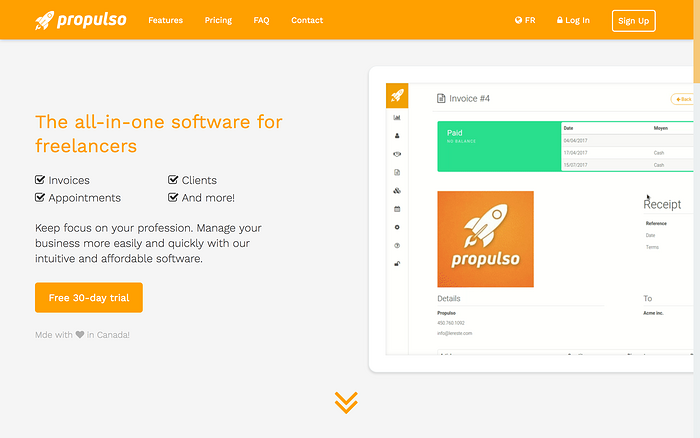 propulso
Features
Pricing
FAQ
Contact
FR
Log In
Sign Up
The all-in-one software for
freelancers
Invoices
Clients
Appointments
And more!
Keep focus on your profession. Manage your
business more easily and quickly with our
intuitive and affordable software.
Free 30-day trial
Mde with in Canada!
Invoice #4
Back
Paid
NO BALANCE
Date
Moyen
04/04/2017
17/04/2017
Cash
15/07/2017
Cash
propulso
Receipt
Reference
Date
Terms
Details
To
Propulso
Acme inc.
450.760.1092